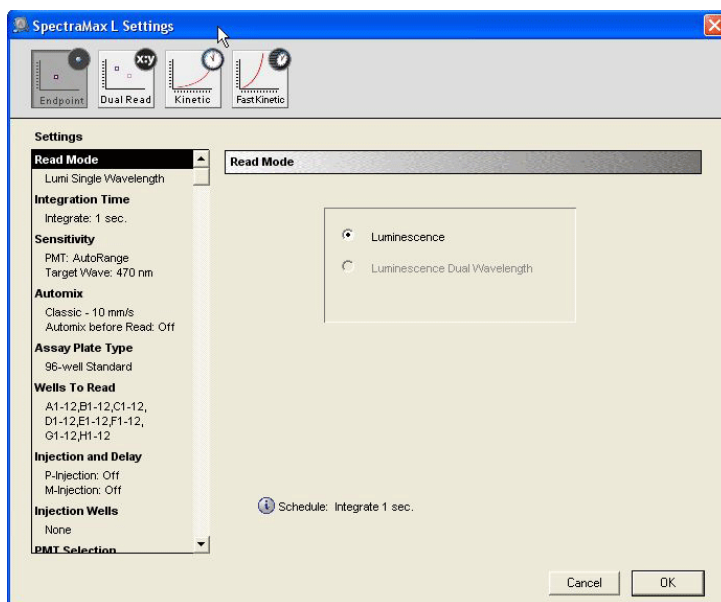 SpectraMax L Settings
x:y
Endpoint
Dual Read
Kinetic
FastKinetic
Settings
Read Mode
Lumi Single Wavelength
Integration Time
Integrate: 1 sec.
Sensitivity
PMT: AutoRange
Target Wave: 470 nm
Automix
Classic - 10 mm/s
Automix before Read: Off
Assay Plate Type
96-well Standard
Wells To Read
A1-12,B1-12,C1-12,
D1-12,E1-12,F1-12,
G1-12,H1-12
Injection and Delay
P-Injection: Off
M-Injection: Off
Injection Wells
None
PMT Selection
Read Mode
Luminescence
Luminescence Dual Wavelength
Schedule: Integrate 1 sec.
Cancel
OK